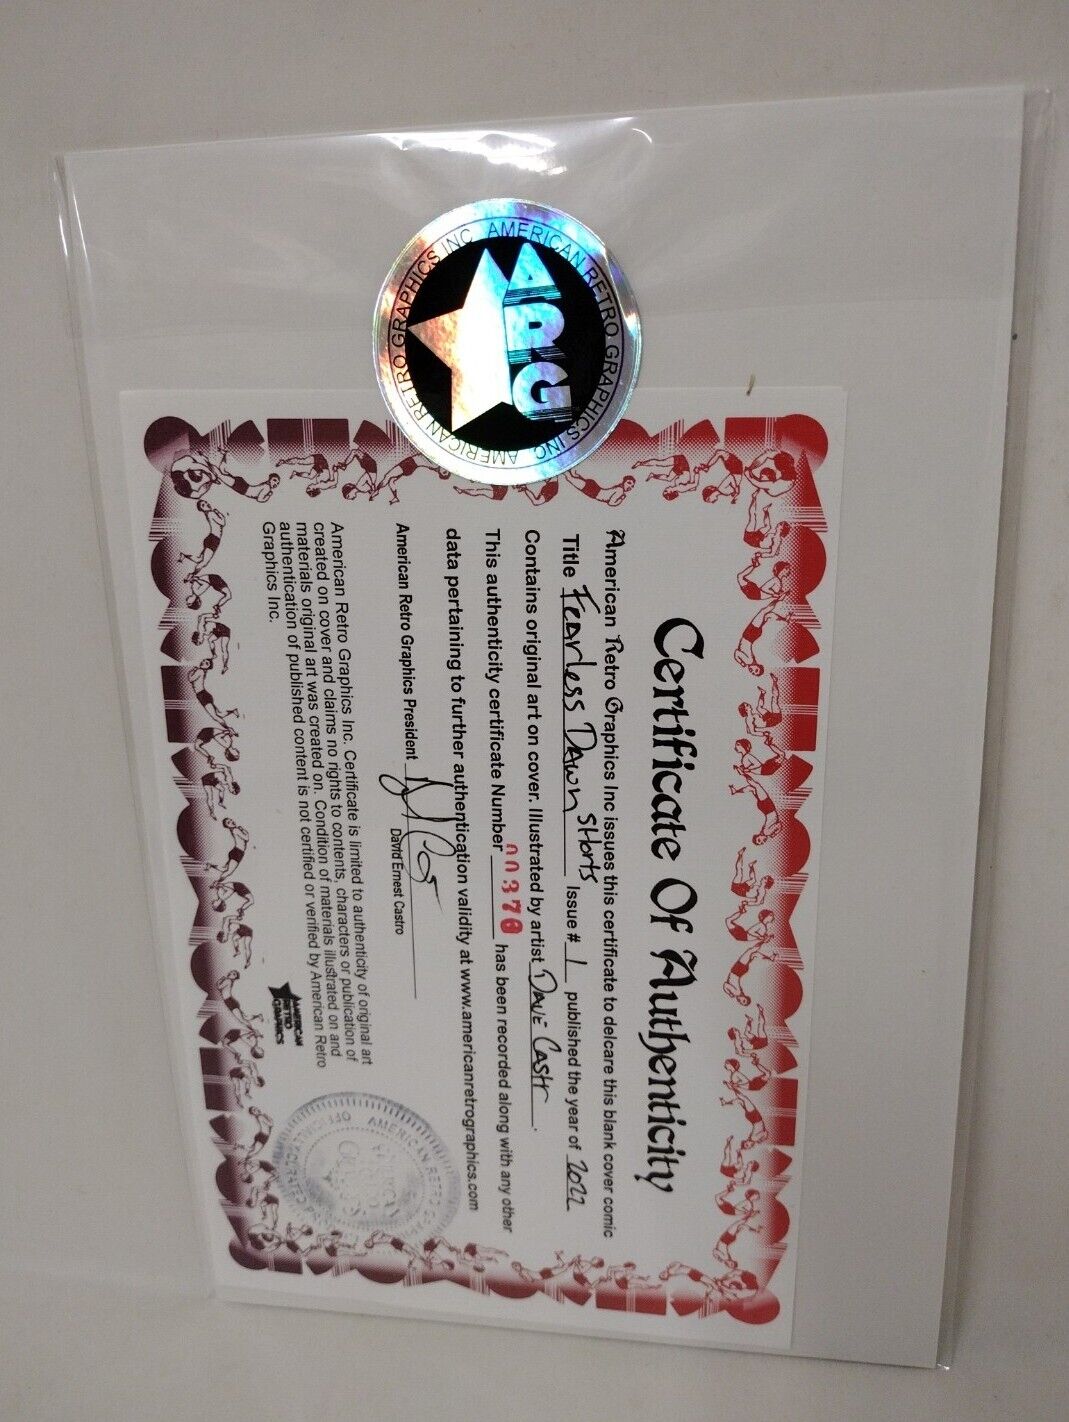 AMERICAN RETRO GRAPHICS INC. AMERICAN RETRO GRAPHICS INC
ARG
Certificate Of Authenticity
American Retro Graphics Inc issues this certificate to delcare this blank cover comic
Title Fearless Dawn Shorts Issue # 1 published the year of 2022
Contains original art on cover. Illustrated by artist Dave Castr.
This authenticity certificate Number 00376 has been recorded along with any other
data pertaining to further authentication validity at www.americanretrographics.com
American Retro Graphics President
David Ernest Castro
American Retro Graphics Inc. Certificate is limited to authenticity of original art
created on cover and claims no rights to contents, characters or publication of
materials original art was created on. Condition of materials illustrated on and
authentication of published content is not certified or verified by American Retro
Graphics Inc.
AMERICAN
RETRO
GRAPHICS